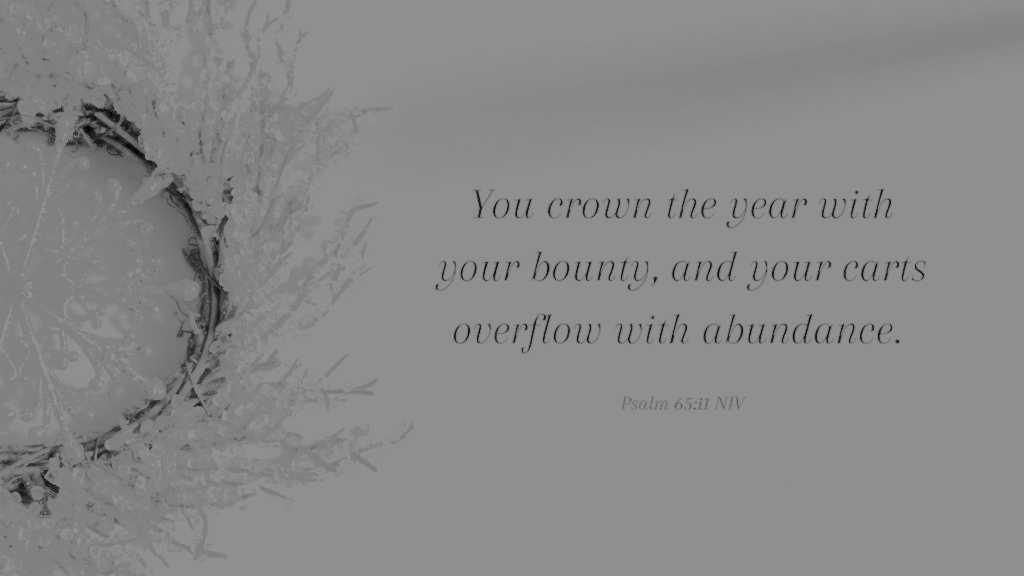 You crown the year with
your bounty, and your carts
overflow with abundance.
Psalm 65:11 NIV